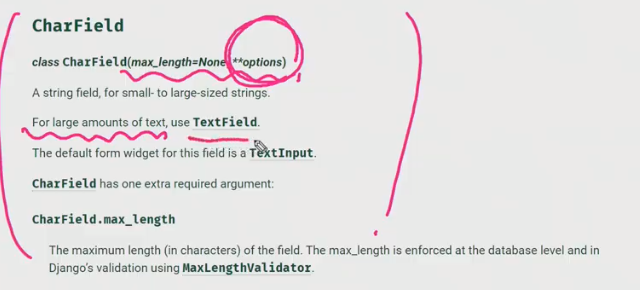 CharField
class CharField(max_length=None, **options)
A string field, for small- to large-sized strings.
For large amounts of text, use TextField.
The default form widget for this field is a TextInput.
CharField has one extra required argument:
CharField.max_length
The maximum length (in characters) of the field. The max_length is enforced at the database level and in
Django's validation using MaxLengthValidator.